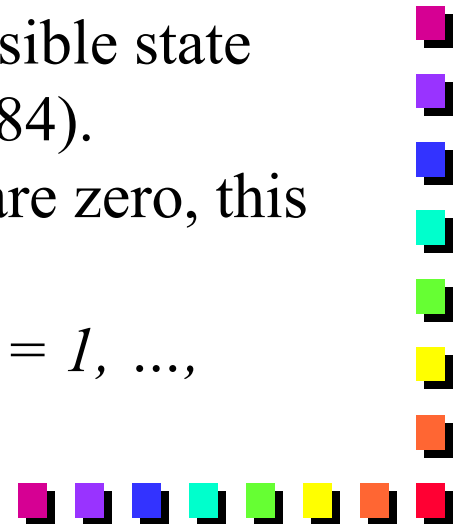 sible state
84).
are zero, this
= 1, ...,